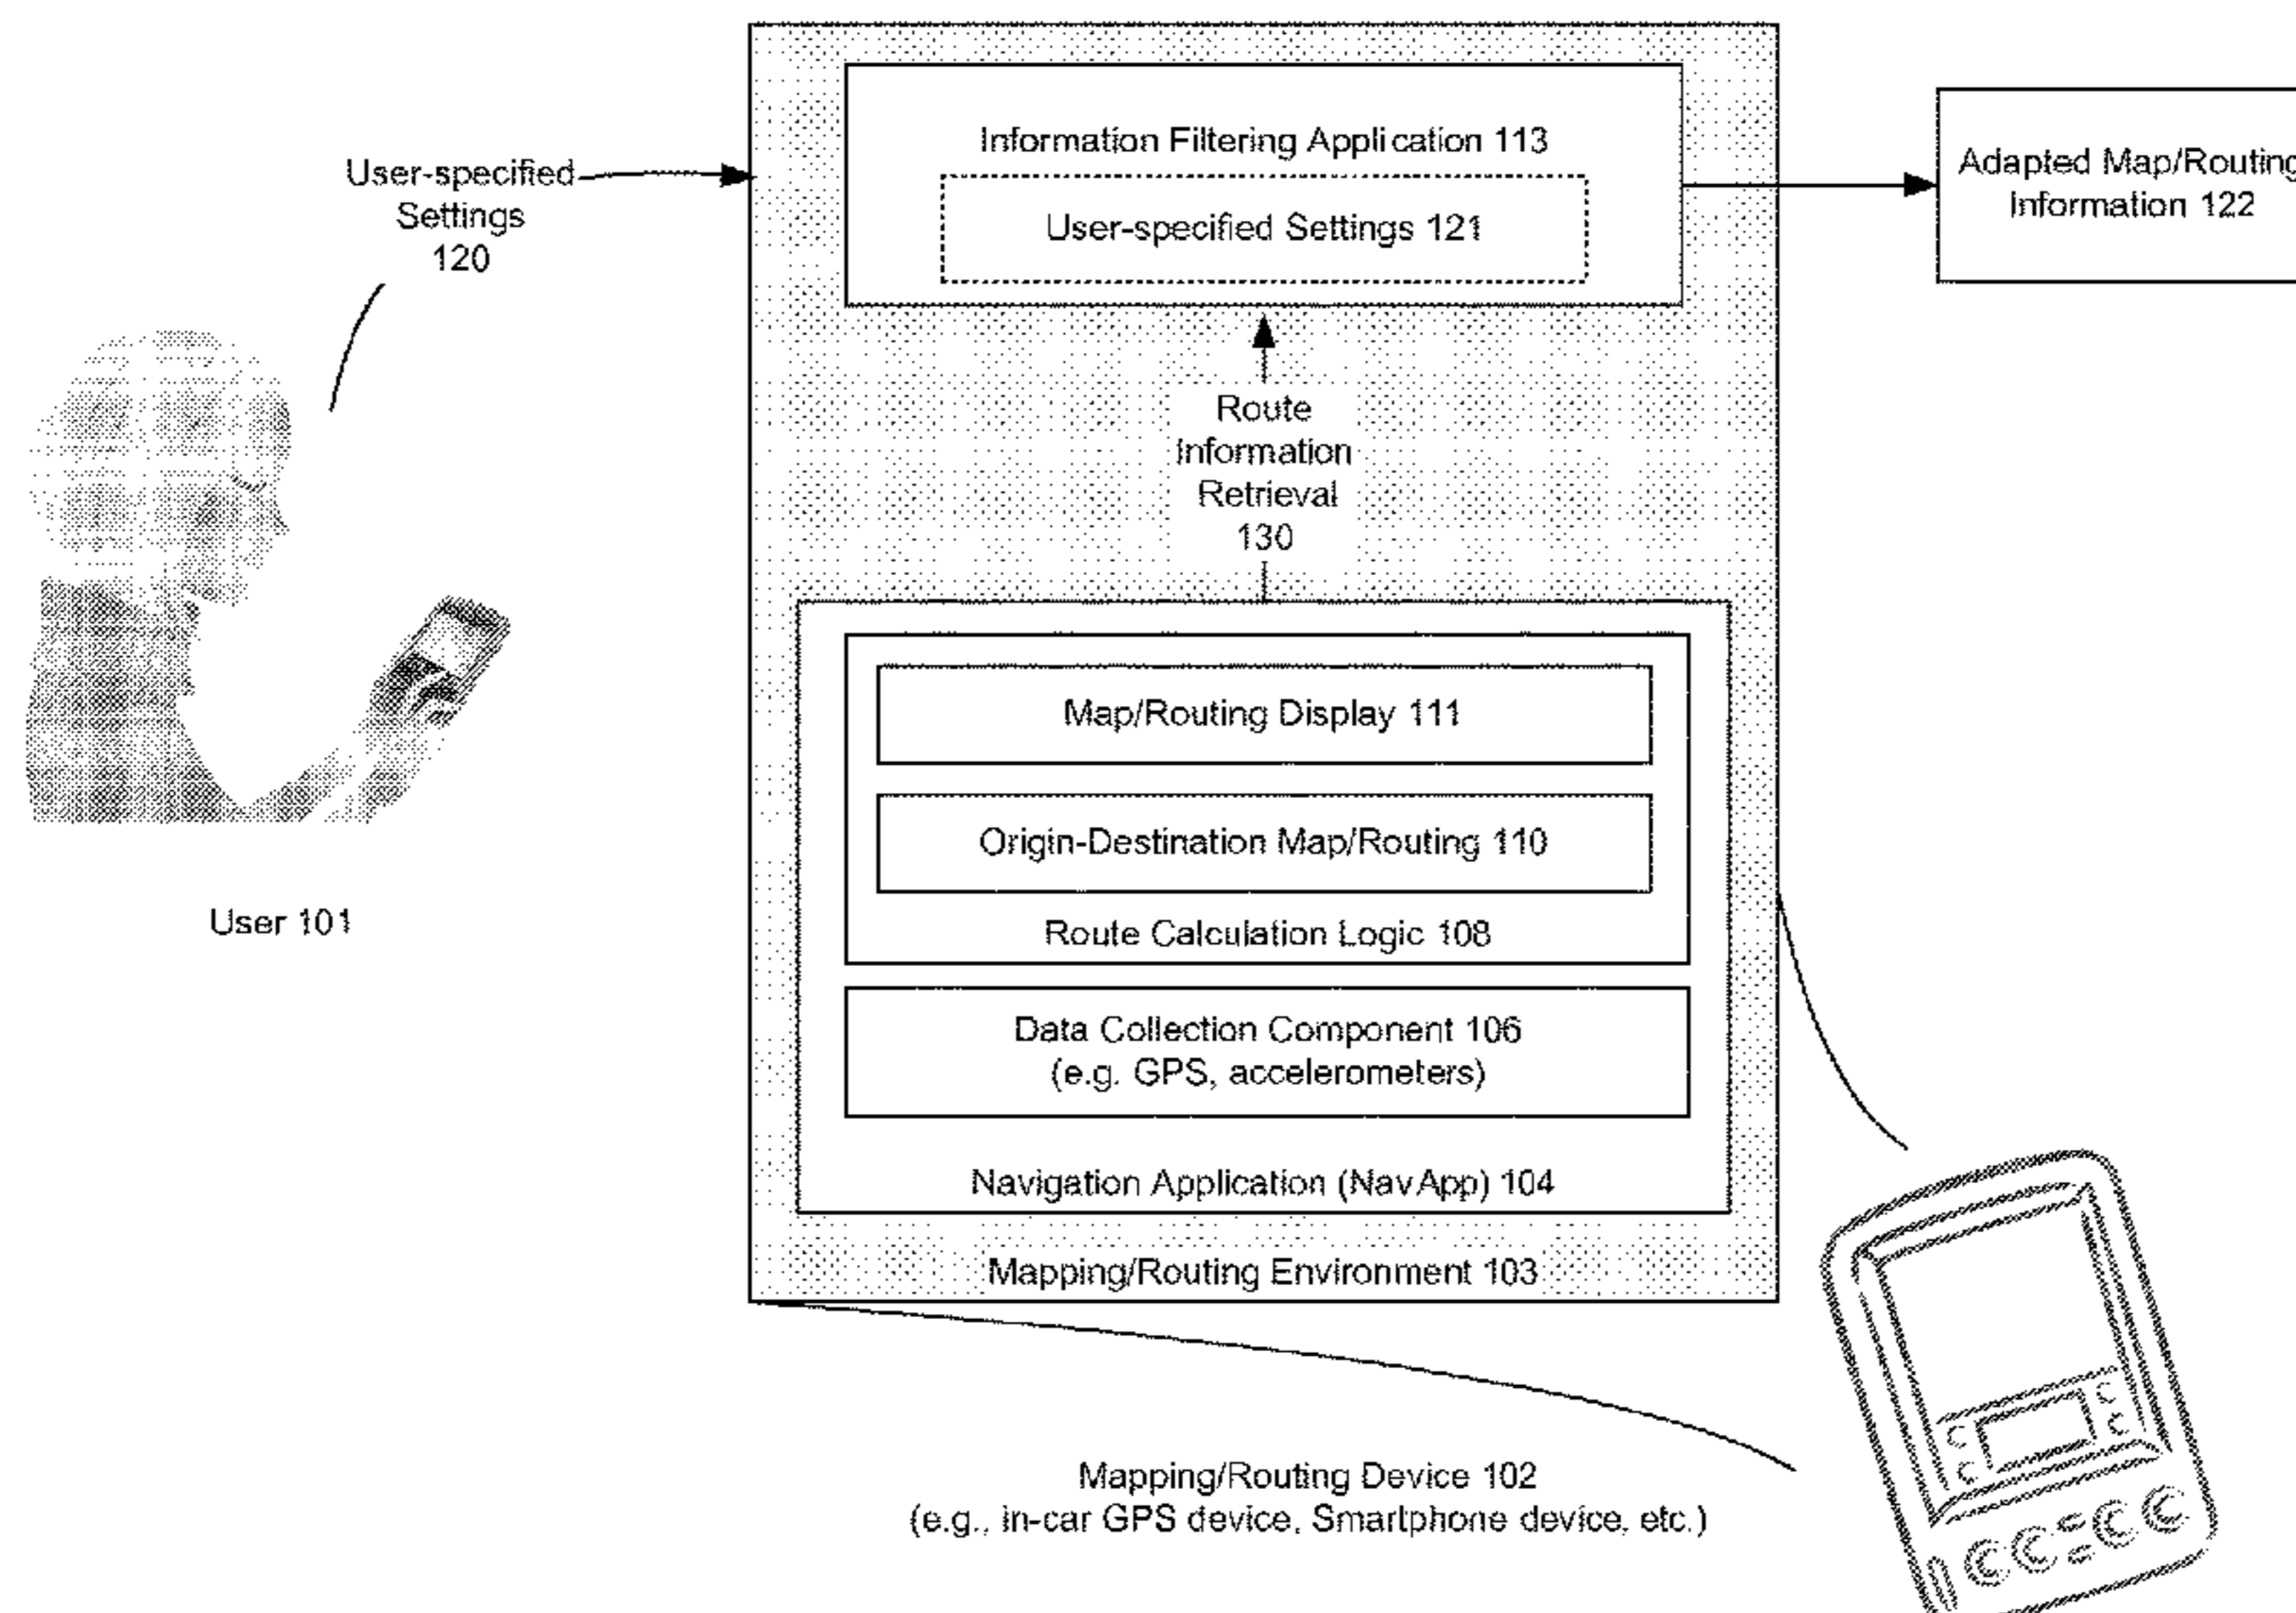 User-specified
Settings
120
Information Filtering Application 113
User-specified Settings 121
Adapted Map/Routing
Information 122
Route
Information
Retrieval
130
Map/Routing Display 111
Origin-Destination Map/Routing 110
Route Calculation Logic 108
Data Collection Component 106
(e.g. GPS, accelerometers)
Navigation Application (NavApp) 104
Mapping/Routing Environment 103
User 101
Mapping/Routing Device 102
(e.g., in-car GPS device, Smartphone device, etc.)